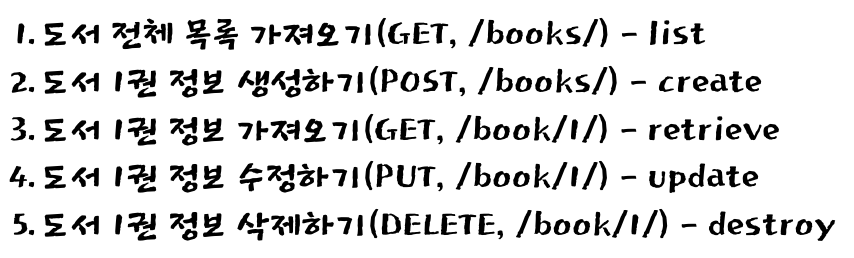 1. 도서 전체 목록 가져오기(GET, /books/) - list
2. 도서 1권 정보 생성하기(POST, /books/) - create
3. 도서 1권 정보 가져오기(GET, /book/1/) - retrieve
4. 도서 1권 정보 수정하기(PUT, /book/1/) - update
5. 도서 1권 정보 삭제하기(DELETE, /book/1/) - destroy